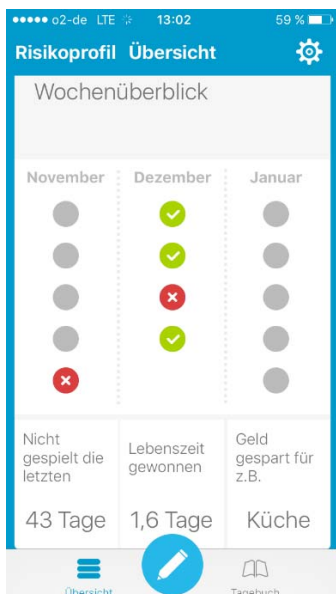 o2-de LTE 13:02 59 %
Risikoprofil Übersicht
Wochenüberblick
November Dezember Januar
Nicht
gespielt die
letzten
43 Tage
Lebenszeit
gewonnen
1,6 Tage
Geld
gespart für
z.B.
Küche
Übersicht Tagebuch